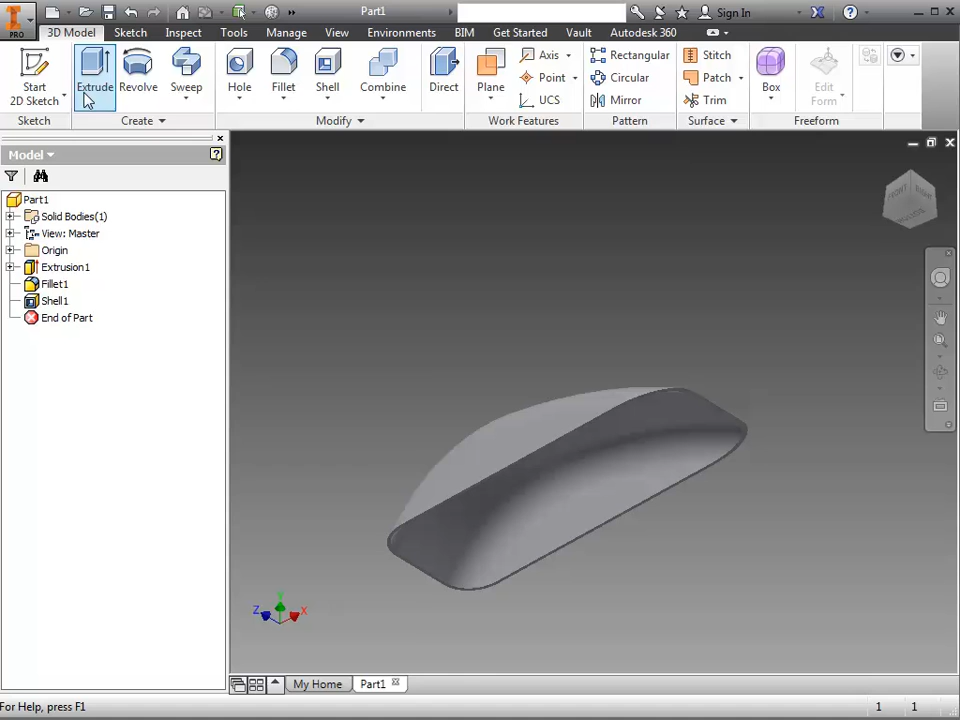 PRO
Part1
Sign In
3D Model Sketch Inspect Tools Manage View Environments BIM Get Started Vault Autodesk 360
Start 2D Sketch
Extrude
Revolve
Sweep
Hole
Fillet
Shell
Combine
Direct
Plane
Axis
Point
UCS
Rectangular
Circular
Mirror
Stitch
Patch
Trim
Box
Edit Form
Sketch Create Modify Work Features Pattern Surface Freeform
Model
Part1
Solid Bodies(1)
View: Master
Origin
Extrusion1
Fillet1
Shell1
End of Part
FRONT
Y
Z
X
My Home Part1
For Help, press F1
1 1